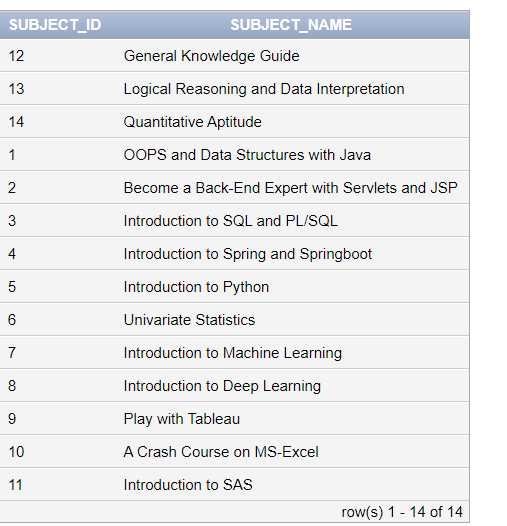 SUBJECT_ID SUBJECT_NAME
12 General Knowledge Guide
13 Logical Reasoning and Data Interpretation
14 Quantitative Aptitude
1 OOPS and Data Structures with Java
2 Become a Back-End Expert with Servlets and JSP
3 Introduction to SQL and PL/SQL
4 Introduction to Spring and Springboot
5 Introduction to Python
6 Univariate Statistics
7 Introduction to Machine Learning
8 Introduction to Deep Learning
9 Play with Tableau
10 A Crash Course on MS-Excel
11 Introduction to SAS
row(s) 1 - 14 of 14